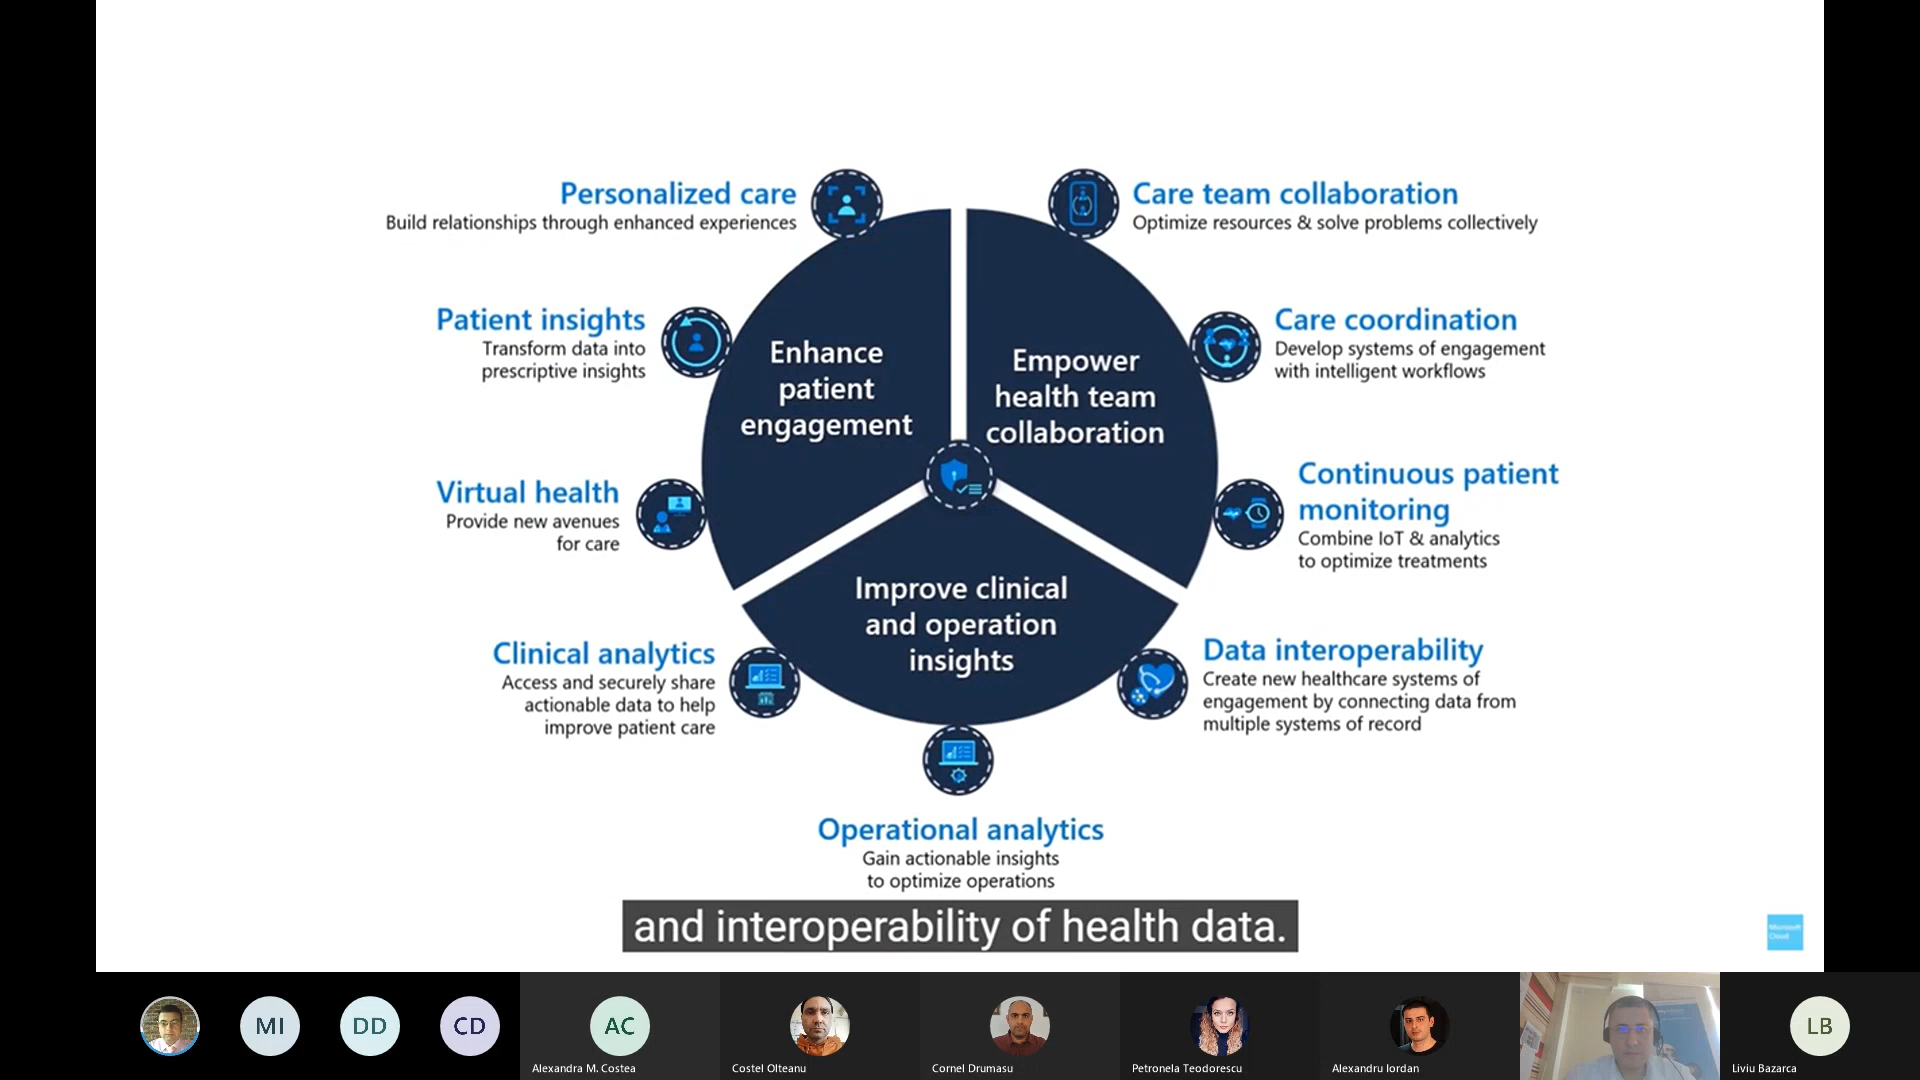 Personalized care
Build relationships through enhanced experiences
Care team collaboration
Optimize resources & solve problems collectively
Patient insights
Transform data into
prescriptive insights
Care coordination
Develop systems of engagement
with intelligent workflows
Enhance
patient
engagement
Empower
health team
collaboration
Virtual health
Provide new avenues
for care
Continuous patient
monitoring
Combine IoT & analytics
to optimize treatments
Improve clinical
and operation
insights
Clinical analytics
Access and securely share
actionable data to help
improve patient care
Data interoperability
Create new healthcare systems of
engagement by connecting data from
multiple systems of record
Operational analytics
Gain actionable insights
to optimize operations
and interoperability of health data.
Microsoft
Cloud
MI
DD
CD
AC
LB
Alexandra M. Costea
Costel Olteanu
Cornel Drumasu
Petronela Teodorescu
Alexandru Iordan
Liviu Bazarca